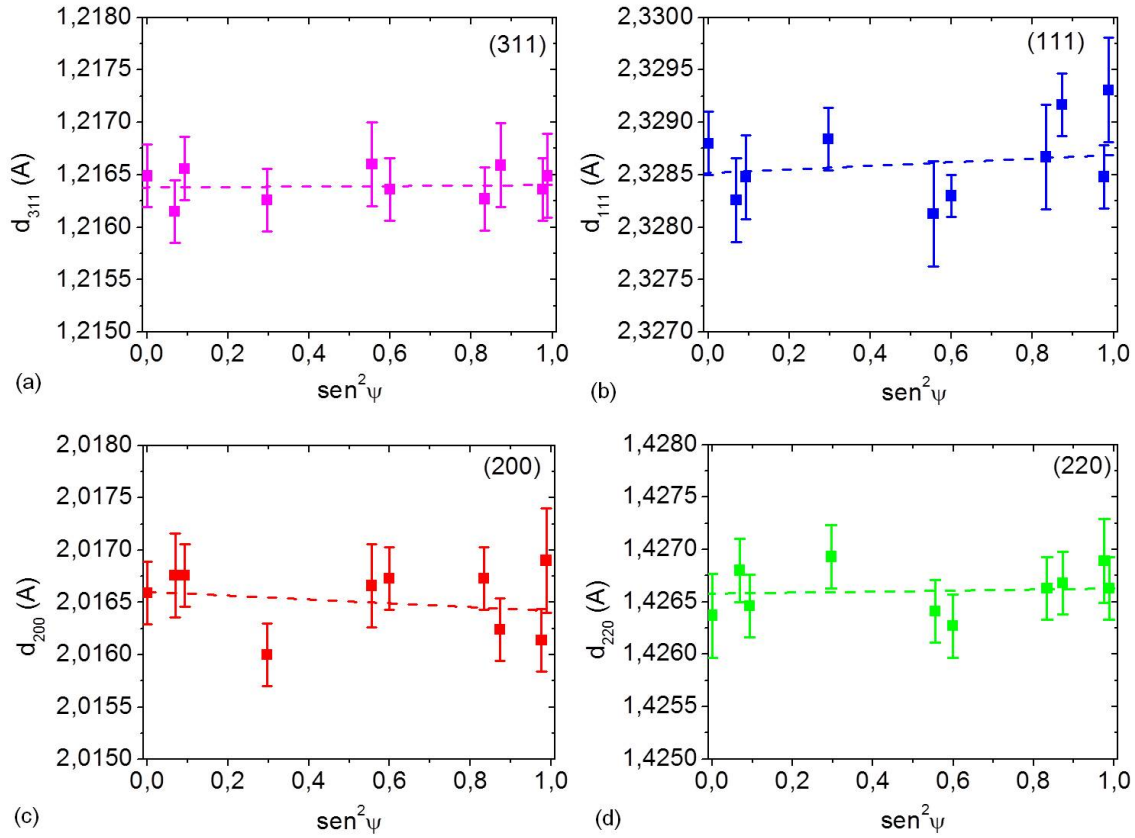 1,2180
1,2175
1,2170
1,2165
1,2160
1,2155
1,2150
d311 (A)
(311)
0,0 0,2 0,4 0,6 0,8 1,0
(a) sen²ψ
2,3300
2,3295
2,3290
2,3285
2,3280
2,3275
2,3270
d111 (A)
(111)
0,0 0,2 0,4 0,6 0,8 1,0
(b) sen²ψ
2,0180
2,0175
2,0170
2,0165
2,0160
2,0155
2,0150
d200 (A)
(200)
0,0 0,2 0,4 0,6 0,8 1,0
(c) sen²ψ
1,4280
1,4275
1,4270
1,4265
1,4260
1,4255
1,4250
d220 (A)
(220)
0,0 0,2 0,4 0,6 0,8 1,0
(d) sen²ψ